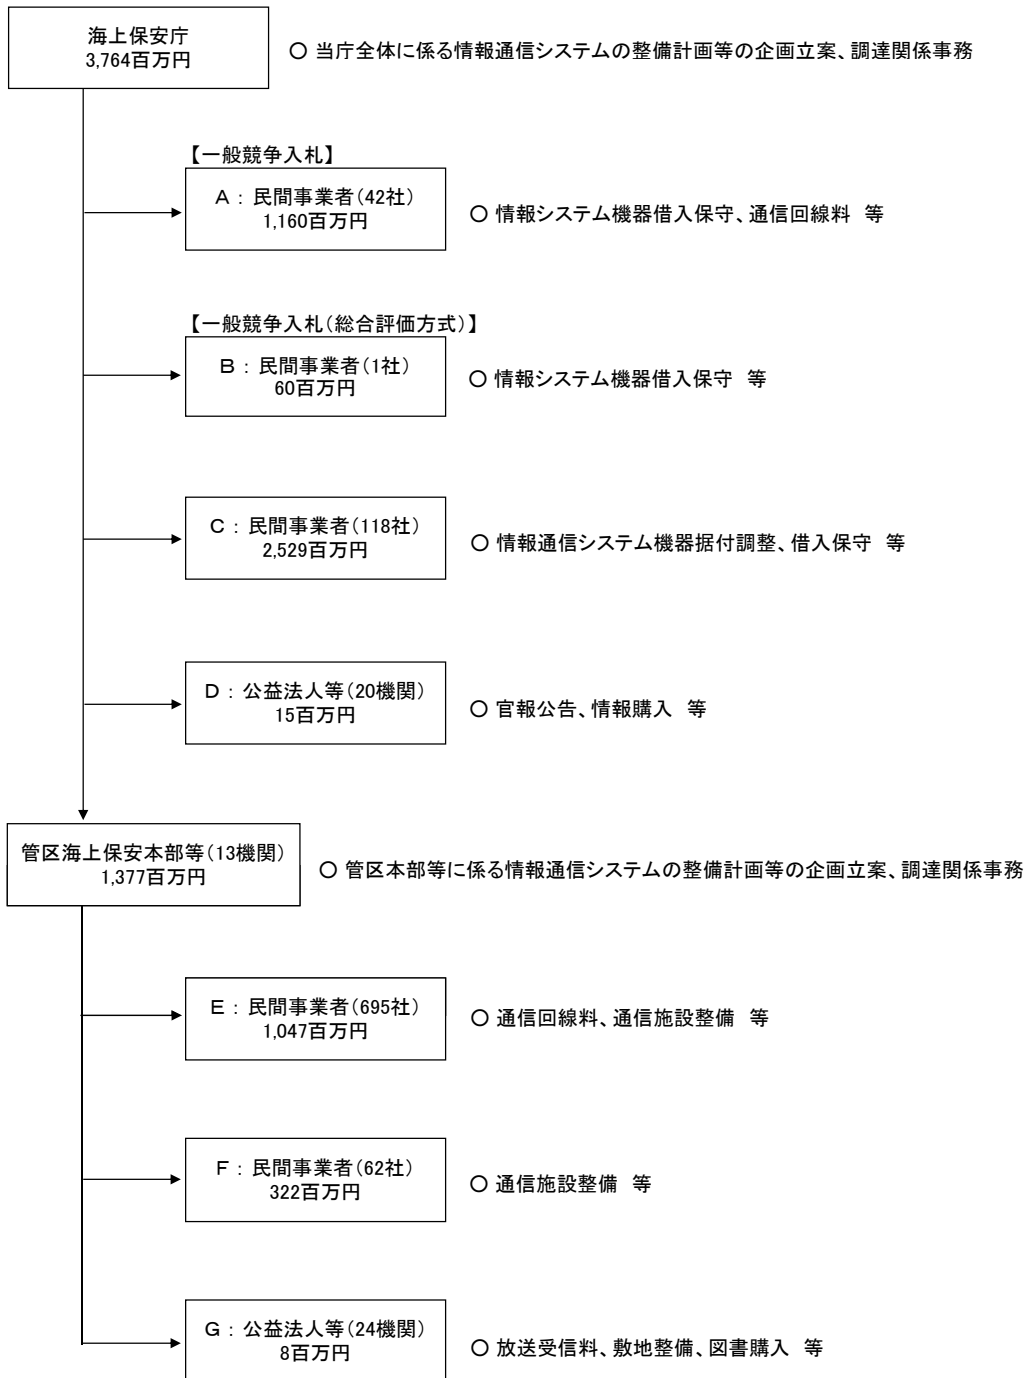 海上保安庁
3,764百万円
○ 当庁全体に係る情報通信システムの整備計画等の企画立案、調達関係事務
【一般競争入札】
A : 民間事業者(42社)
1,160百万円
○ 情報システム機器借入保守、通信回線料 等
【一般競争入札(総合評価方式)】
B : 民間事業者(1社)
60百万円
○ 情報システム機器借入保守 等
C : 民間事業者(118社)
2,529百万円
○ 情報通信システム機器据付調整、借入保守 等
D : 公益法人等(20機関)
15百万円
○ 官報公告、情報購入 等
管区海上保安本部等(13機関)
1,377百万円
○ 管区本部等に係る情報通信システムの整備計画等の企画立案、調達関係事務
E : 民間事業者(695社)
1,047百万円
○ 通信回線料、通信施設整備 等
F : 民間事業者(62社)
322百万円
○ 通信施設整備 等
G : 公益法人等(24機関)
8百万円
○ 放送受信料、敷地整備、図書購入 等